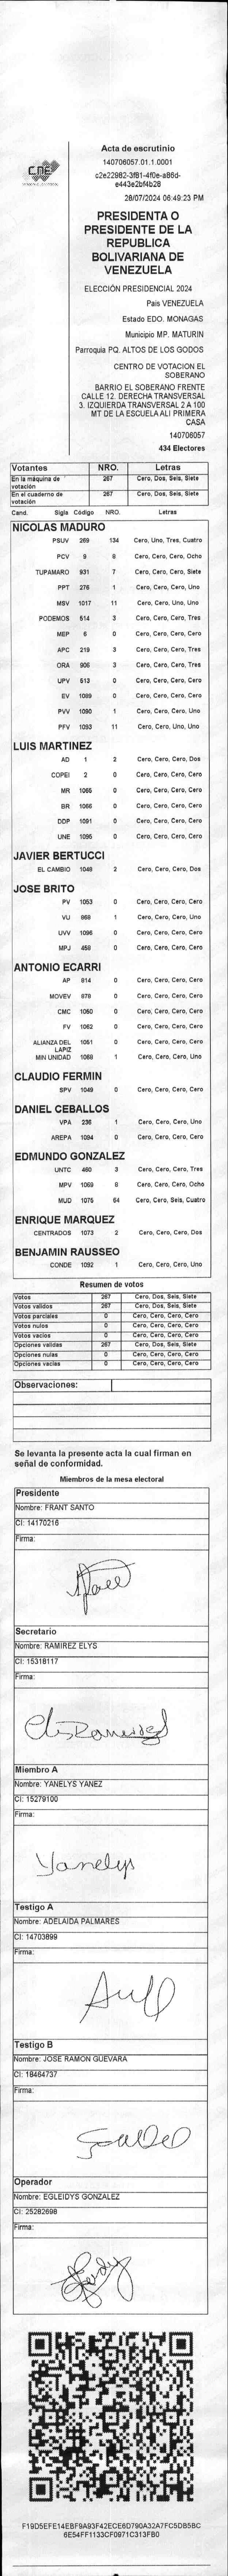 CNE
Acta de escrutinio
140706057.01.1.0001
c2e22982-3f81-4f0e-a86d-
e443e2bf4b28
28/07/2024 06:49:23 PM
PRESIDENTA O
PRESIDENTE DE LA
REPUBLICA
BOLIVARIANA DE
VENEZUELA
ELECCIÓN PRESIDENCIAL 2024
Pais VENEZUELA
Estado EDO. MONAGAS
Municipio MP. MATURIN
Parroquia PQ. ALTOS DE LOS GODOS
CENTRO DE VOTACION EL
SOBERANO
BARRIO EL SOBERANO FRENTE
CALLE 12. DERECHA TRANSVERSAL
3. IZQUIERDA TRANSVERSAL 2 A 100
MT DE LA ESCUELA ALI PRIMERA
CASA
140706057
434 Electores
Votantes NRO. Letras
En la máquina de votación 267 Cero, Dos, Seis, Siete
En el cuaderno de votación 267 Cero, Dos, Seis, Siete
Cand. Sigla Código NRO. Letras
NICOLAS MADURO
PSUV 269 134 Cero, Uno, Tres, Cuatro
PCV 9 8 Cero, Cero, Cero, Ocho
TUPAMARO 931 7 Cero, Cero, Cero, Siete
PPT 276 1 Cero, Cero, Cero, Uno
MSV 1017 11 Cero, Cero, Uno, Uno
PODEMOS 514 3 Cero, Cero, Cero, Tres
MEP 6 0 Cero, Cero, Cero, Cero
APC 219 3 Cero, Cero, Cero, Tres
ORA 906 3 Cero, Cero, Cero, Tres
UPV 513 0 Cero, Cero, Cero, Cero
EV 1089 0 Cero, Cero, Cero, Cero
PVV 1090 1 Cero, Cero, Cero, Uno
PFV 1093 11 Cero, Cero, Uno, Uno
LUIS MARTINEZ
AD 1 2 Cero, Cero, Cero, Dos
COPEI 2 0 Cero, Cero, Cero, Cero
MR 1065 0 Cero, Cero, Cero, Cero
BR 1066 0 Cero, Cero, Cero, Cero
DDP 1091 0 Cero, Cero, Cero, Cero
UNE 1095 0 Cero, Cero, Cero, Cero
JAVIER BERTUCCI
EL CAMBIO 1048 2 Cero, Cero, Cero, Dos
JOSE BRITO
PV 1053 0 Cero, Cero, Cero, Cero
VU 868 1 Cero, Cero, Cero, Uno
UVV 1096 0 Cero, Cero, Cero, Cero
MPJ 458 0 Cero, Cero, Cero, Cero
ANTONIO ECARRI
AP 814 0 Cero, Cero, Cero, Cero
MOVEV 878 0 Cero, Cero, Cero, Cero
CMC 1050 0 Cero, Cero, Cero, Cero
FV 1062 0 Cero, Cero, Cero, Cero
ALIANZA DEL LAPIZ 1051 0 Cero, Cero, Cero, Cero
MIN UNIDAD 1068 1 Cero, Cero, Cero, Uno
CLAUDIO FERMIN
SPV 1049 0 Cero, Cero, Cero, Cero
DANIEL CEBALLOS
VPA 236 1 Cero, Cero, Cero, Uno
AREPA 1094 0 Cero, Cero, Cero, Cero
EDMUNDO GONZALEZ
UNTC 460 3 Cero, Cero, Cero, Tres
MPV 1069 8 Cero, Cero, Cero, Ocho
MUD 1075 64 Cero, Cero, Seis, Cuatro
ENRIQUE MARQUEZ
CENTRADOS 1073 2 Cero, Cero, Cero, Dos
BENJAMIN RAUSSEO
CONDE 1092 1 Cero, Cero, Cero, Uno
Resumen de votos
Votos 267 Cero, Dos, Seis, Siete
Votos validos 267 Cero, Dos, Seis, Siete
Votos parciales 0 Cero, Cero, Cero, Cero
Votos nulos 0 Cero, Cero, Cero, Cero
Votos vacios 0 Cero, Cero, Cero, Cero
Opciones validas 267 Cero, Dos, Seis, Siete
Opciones nulas 0 Cero, Cero, Cero, Cero
Opciones vacias 0 Cero, Cero, Cero, Cero
Observaciones:
Se levanta la presente acta la cual firman en
señal de conformidad.
Miembros de la mesa electoral
Presidente
Nombre: FRANT SANTO
CI: 14170216
Firma:
Secretario
Nombre: RAMIREZ ELYS
CI: 15318117
Firma:
Elis Ramirez
Miembro A
Nombre: YANELYS YANEZ
CI: 15279100
Firma:
Yanelys
Testigo A
Nombre: ADELAIDA PALMARES
CI: 14703899
Firma:
Testigo B
Nombre: JOSE RAMON GUEVARA
CI: 18464737
Firma:
Operador
Nombre: EGLEIDYS GONZALEZ
CI: 25282698
Firma:
F19D5EFE14EBF9A93F42ECE6D790A32A7FC5DB5BC
6E54FF1133CF0971C313FB0